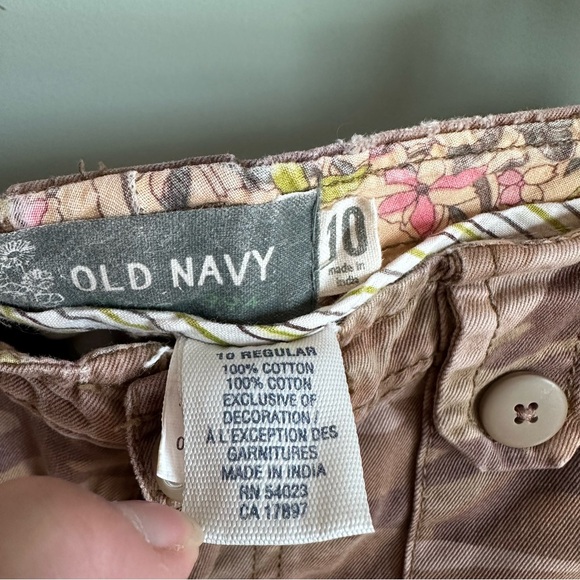 OLD NAVY
10
made in
india
10 REGULAR
100% COTTON
100% COTTON
EXCLUSIVE OF
DECORATION /
À L'EXCEPTION DES
GARNITURES
MADE IN INDIA
RN 54023
CA 17897